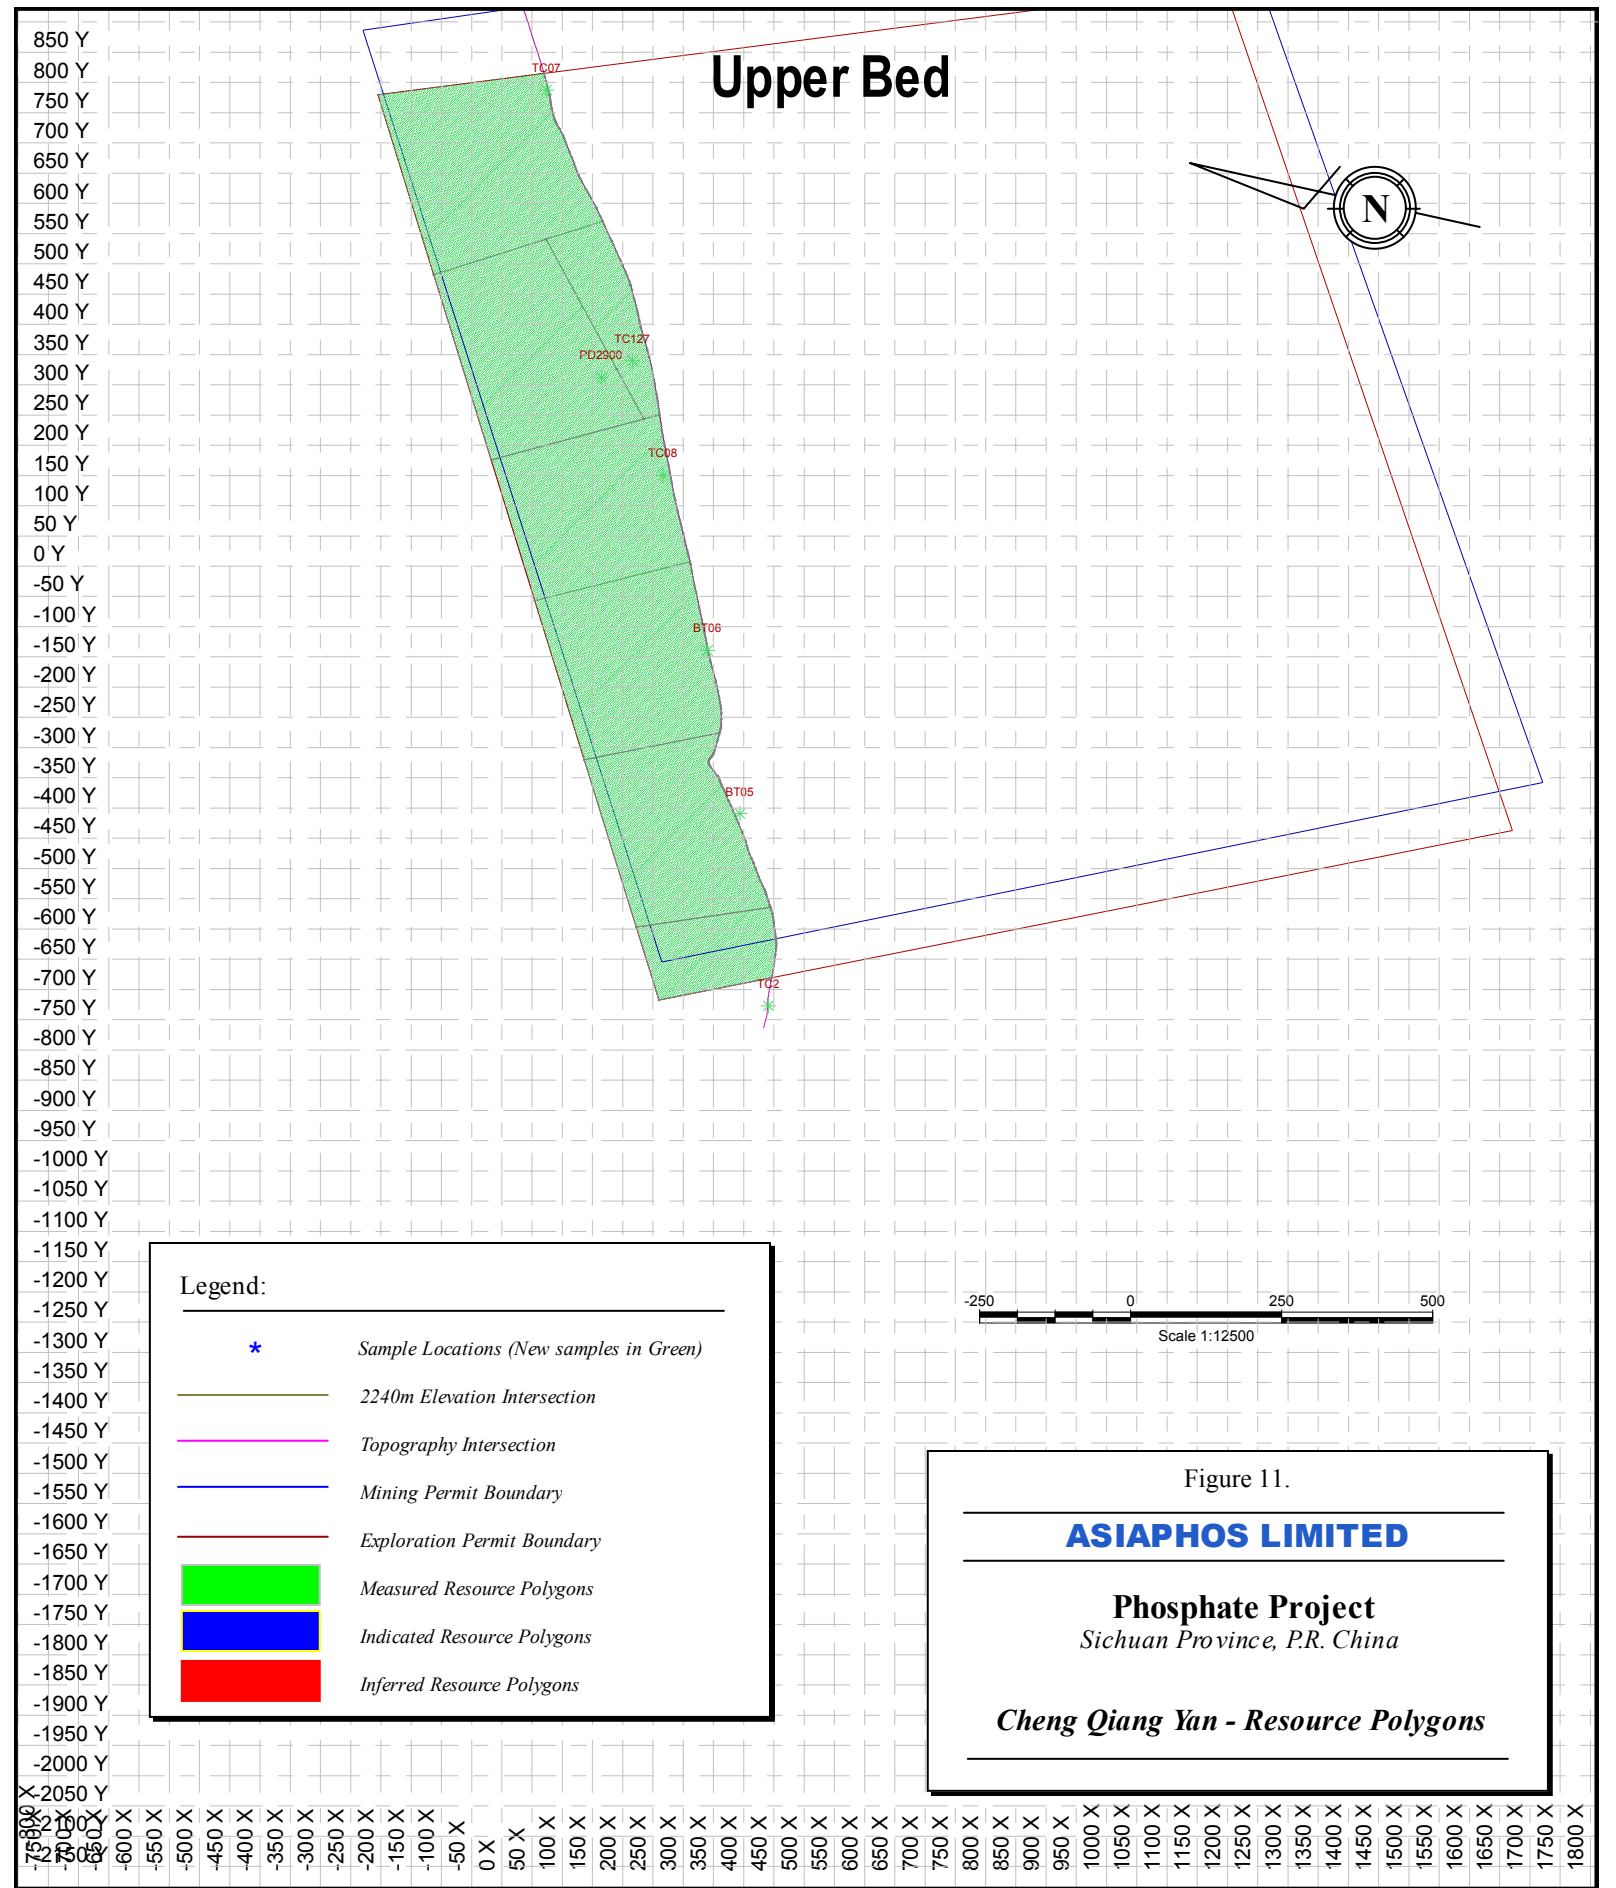 Upper Bed
850 Y
800 Y
750 Y
700 Y
650 Y
600 Y
550 Y
500 Y
450 Y
400 Y
350 Y
300 Y
250 Y
200 Y
150 Y
100 Y
50 Y
0 Y
-50 Y
-100 Y
-150 Y
-200 Y
-250 Y
-300 Y
-350 Y
-400 Y
-450 Y
-500 Y
-550 Y
-600 Y
-650 Y
-700 Y
-750 Y
-800 Y
-850 Y
-900 Y
-950 Y
-1000 Y
-1050 Y
-1100 Y
-1150 Y
-1200 Y
-1250 Y
-1300 Y
-1350 Y
-1400 Y
-1450 Y
-1500 Y
-1550 Y
-1600 Y
-1650 Y
-1700 Y
-1750 Y
-1800 Y
-1850 Y
-1900 Y
-1950 Y
-2000 Y
-2050 Y
-2100 Y
-2150 Y
TC07
TC127
PD2900
TC08
BT06
BT05
TC2
N
Legend:
* Sample Locations (New samples in Green)
2240m Elevation Intersection
Topography Intersection
Mining Permit Boundary
Exploration Permit Boundary
Measured Resource Polygons
Indicated Resource Polygons
Inferred Resource Polygons
-250 0 250 500
Scale 1:12500
Figure 11.
ASIAPHOS LIMITED
Phosphate Project
Sichuan Province, P.R. China
Cheng Qiang Yan - Resource Polygons
-800 X
-750 X
-700 X
-650 X
-600 X
-550 X
-500 X
-450 X
-400 X
-350 X
-300 X
-250 X
-200 X
-150 X
-100 X
-50 X
0 X
50 X
100 X
150 X
200 X
250 X
300 X
350 X
400 X
450 X
500 X
550 X
600 X
650 X
700 X
750 X
800 X
850 X
900 X
950 X
1000 X
1050 X
1100 X
1150 X
1200 X
1250 X
1300 X
1350 X
1400 X
1450 X
1500 X
1550 X
1600 X
1650 X
1700 X
1750 X
1800 X